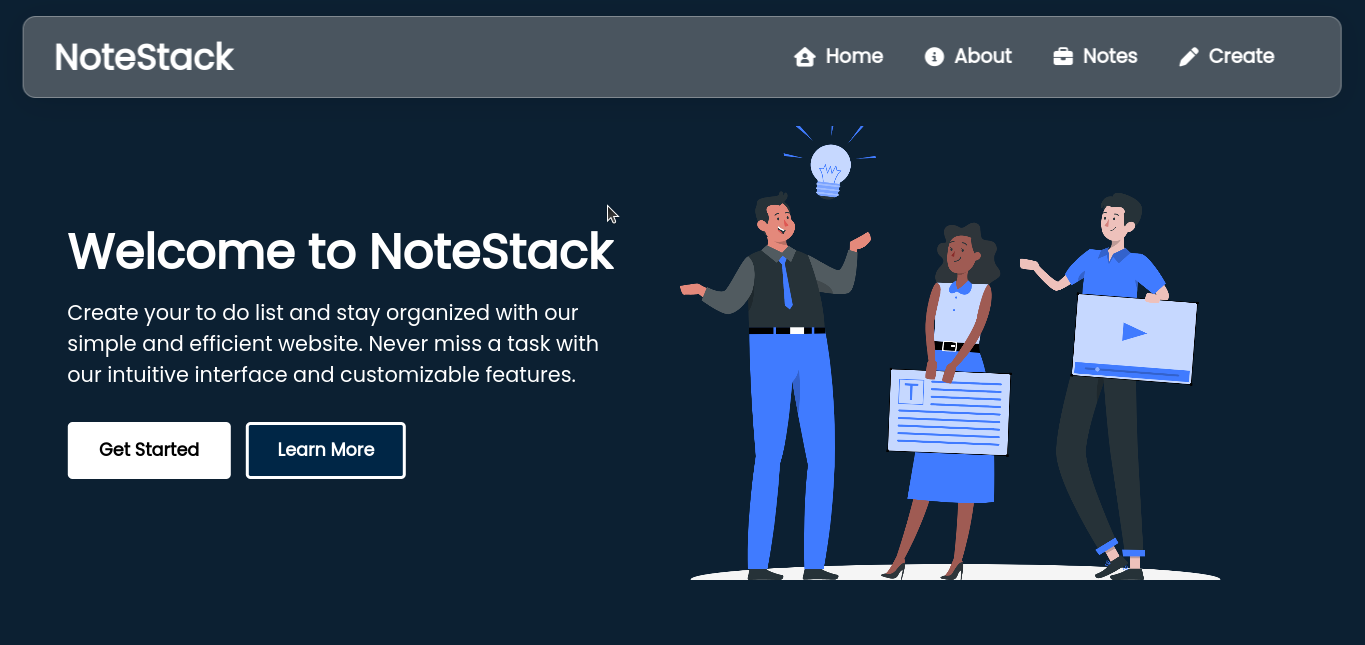 NoteStack
Home
About
Notes
Create
Welcome to NoteStack
Create your to do list and stay organized with our
simple and efficient website. Never miss a task with
our intuitive interface and customizable features.
Get Started
Learn More
T